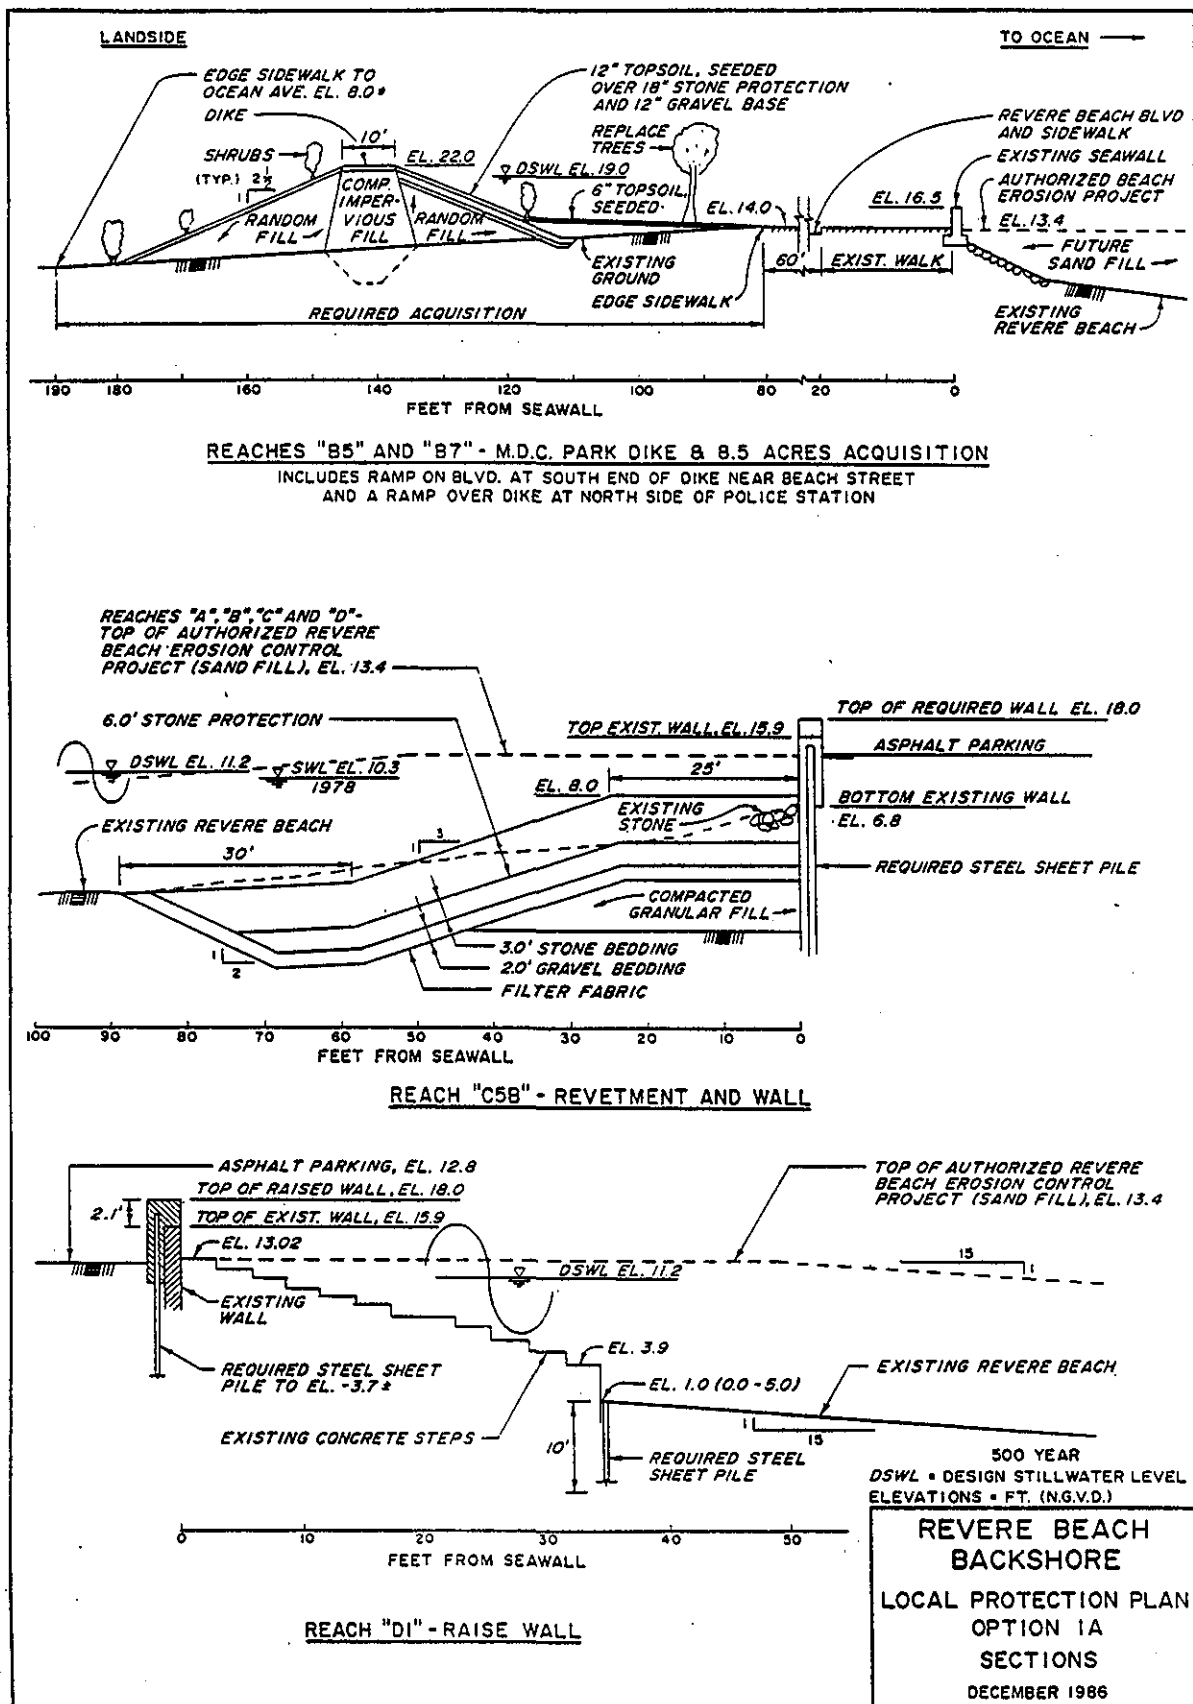 LANDSIDE
TO OCEAN
EDGE SIDEWALK TO
OCEAN AVE. EL. 8.0±
DIKE
10'
SHRUBS
(TYP.)
1
2½
EL. 22.0
12" TOPSOIL, SEEDED
OVER 18" STONE PROTECTION
AND 12" GRAVEL BASE
REPLACE
TREES
DSWL EL. 19.0
6" TOPSOIL,
SEEDED
EL. 14.0
REVERE BEACH BLVD
AND SIDEWALK
EXISTING SEAWALL
EL. 16.5
AUTHORIZED BEACH
EROSION PROJECT
EL. 13.4
COMP.
IMPER-
VIOUS
FILL
RANDOM
FILL
RANDOM
FILL
EXISTING
GROUND
EDGE SIDEWALK
60'
EXIST. WALK
FUTURE
SAND FILL
EXISTING
REVERE BEACH
REQUIRED ACQUISITION
190 180 160 140 120 100 80 20 0
FEET FROM SEAWALL
REACHES "B5" AND "B7" - M.D.C. PARK DIKE & 8.5 ACRES ACQUISITION
INCLUDES RAMP ON BLVD. AT SOUTH END OF DIKE NEAR BEACH STREET
AND A RAMP OVER DIKE AT NORTH SIDE OF POLICE STATION
REACHES "A", "B", "C" AND "D"-
TOP OF AUTHORIZED REVERE
BEACH EROSION CONTROL
PROJECT (SAND FILL), EL. 13.4
6.0' STONE PROTECTION
TOP EXIST. WALL, EL. 15.9
TOP OF REQUIRED WALL EL. 18.0
ASPHALT PARKING
DSWL EL. 11.2
SWL EL. 10.3
1978
25'
EL. 8.0
EXISTING
STONE
BOTTOM EXISTING WALL
EL. 6.8
EXISTING REVERE BEACH
30'
1
3
REQUIRED STEEL SHEET PILE
COMPACTED
GRANULAR FILL
3.0' STONE BEDDING
2.0' GRAVEL BEDDING
FILTER FABRIC
1
2
100 90 80 70 60 50 40 30 20 10 0
FEET FROM SEAWALL
REACH "C5B" - REVETMENT AND WALL
ASPHALT PARKING, EL. 12.8
TOP OF RAISED WALL, EL. 18.0
2.1'
TOP OF EXIST. WALL, EL. 15.9
EL. 13.02
TOP OF AUTHORIZED REVERE
BEACH EROSION CONTROL
PROJECT (SAND FILL), EL. 13.4
15
1
DSWL EL. 11.2
EXISTING
WALL
EL. 3.9
REQUIRED STEEL SHEET
PILE TO EL. -3.7±
EXISTING REVERE BEACH
EL. 1.0 (0.0 - 5.0)
EXISTING CONCRETE STEPS
10'
1
15
REQUIRED STEEL
SHEET PILE
500 YEAR
DSWL = DESIGN STILLWATER LEVEL
ELEVATIONS = FT. (N.G.V.D.)
0 10 20 30 40 50
FEET FROM SEAWALL
REACH "D1" - RAISE WALL
REVERE BEACH
BACKSHORE
LOCAL PROTECTION PLAN
OPTION 1A
SECTIONS
DECEMBER 1986